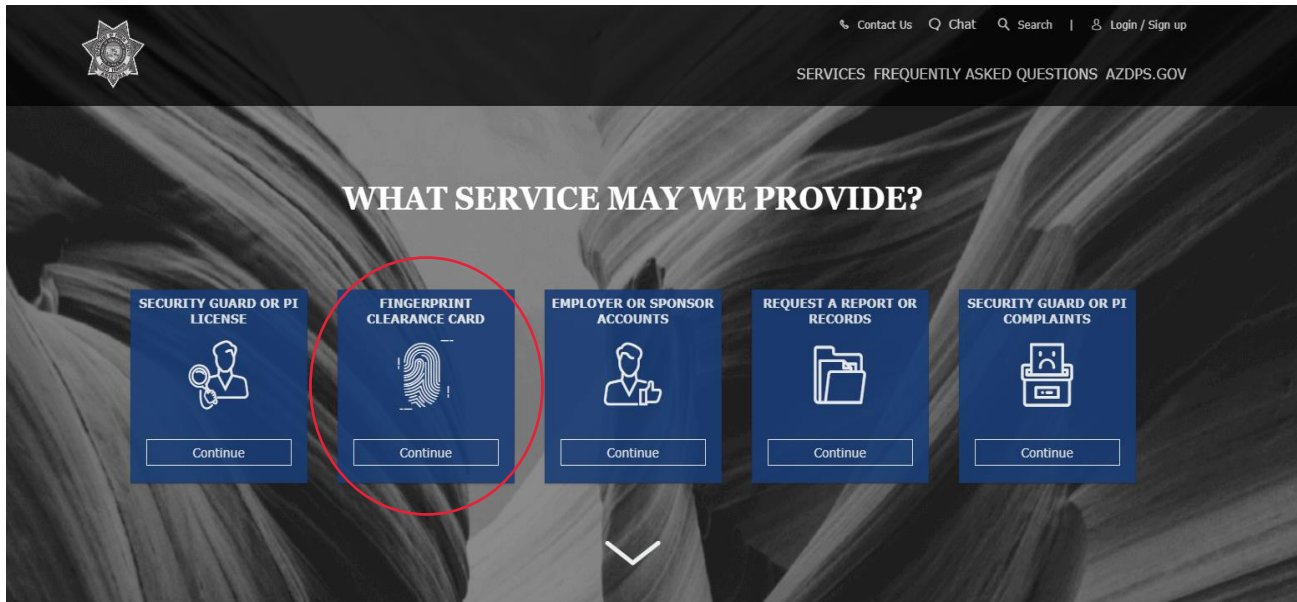 Contact Us Chat Search | Login / Sign up
SERVICES FREQUENTLY ASKED QUESTIONS AZDPS.GOV
WHAT SERVICE MAY WE PROVIDE?
SECURITY GUARD OR PI
LICENSE
Continue
FINGERPRINT
CLEARANCE CARD
Continue
EMPLOYER OR SPONSOR
ACCOUNTS
Continue
REQUEST A REPORT OR
RECORDS
Continue
SECURITY GUARD OR PI
COMPLAINTS
Continue